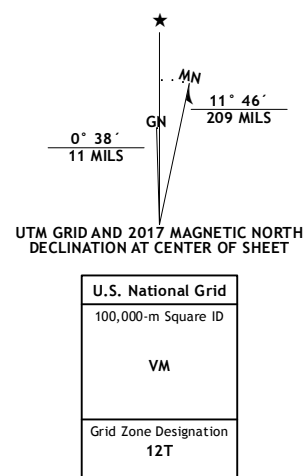 ★
MN
GN
11° 46´
209 MILS
0° 38´
11 MILS
UTM GRID AND 2017 MAGNETIC NORTH
DECLINATION AT CENTER OF SHEET
U.S. National Grid
100,000-m Square ID
VM
Grid Zone Designation
12T